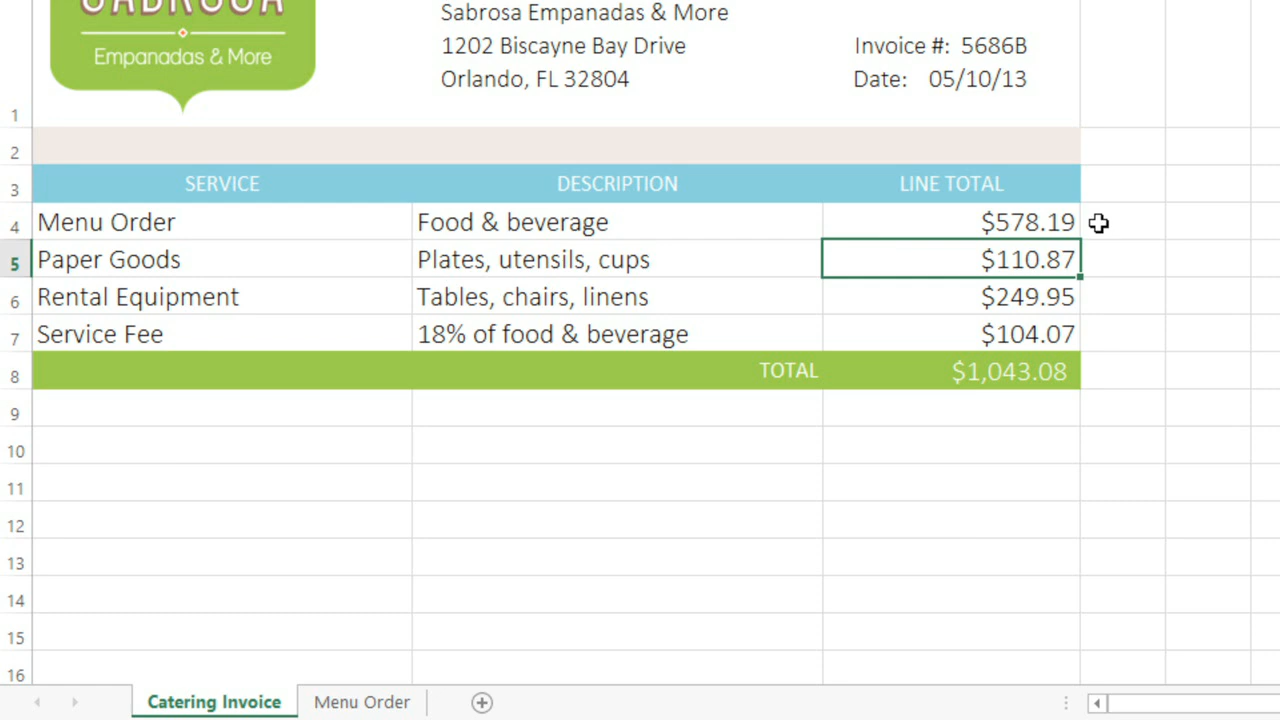 SABROSA
Empanadas & More
Sabrosa Empanadas & More
1202 Biscayne Bay Drive
Orlando, FL 32804
Invoice #: 5686B
Date: 05/10/13
1
2
3 SERVICE DESCRIPTION LINE TOTAL
4 Menu Order Food & beverage $578.19
5 Paper Goods Plates, utensils, cups $110.87
6 Rental Equipment Tables, chairs, linens $249.95
7 Service Fee 18% of food & beverage $104.07
8 TOTAL $1,043.08
9
10
11
12
13
14
15
16
Catering Invoice Menu Order